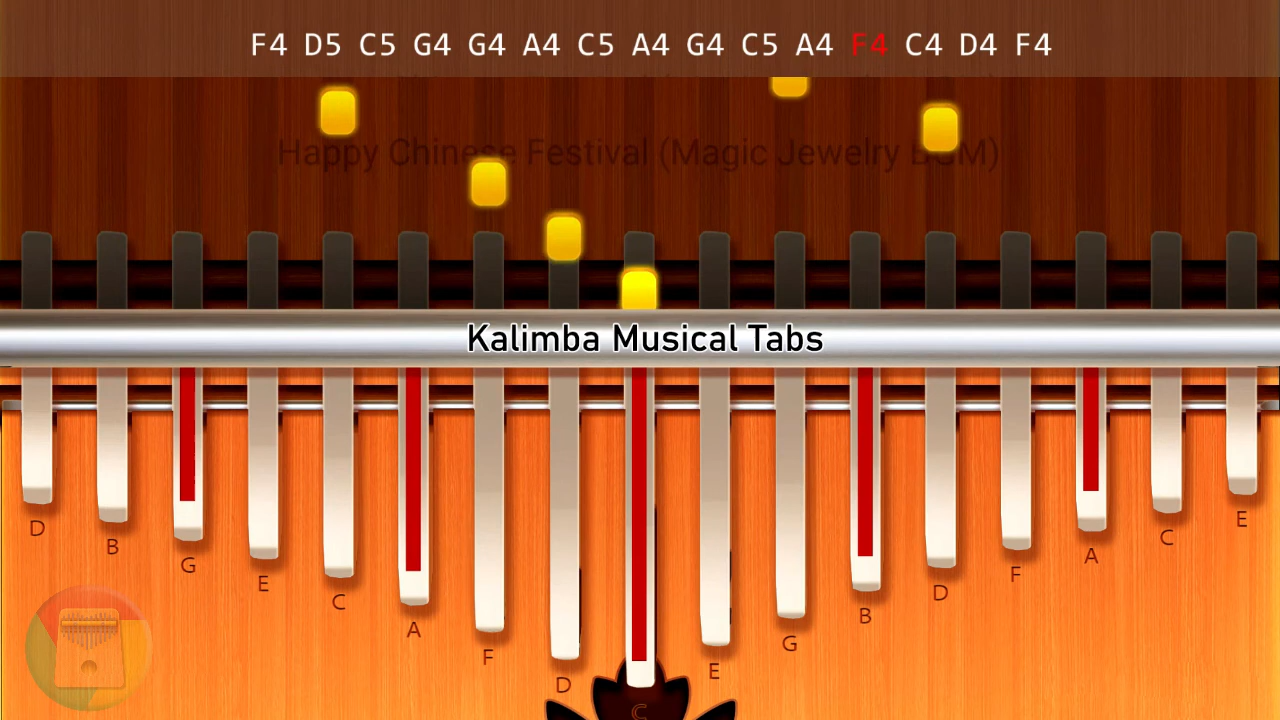 F4 D5 C5 G4 G4 A4 C5 A4 G4 C5 A4 F4 C4 D4 F4
Happy Chinese Festival (Magic Jewelry BGM)
Kalimba Musical Tabs
D B G E C A F D C E G B D F A C E